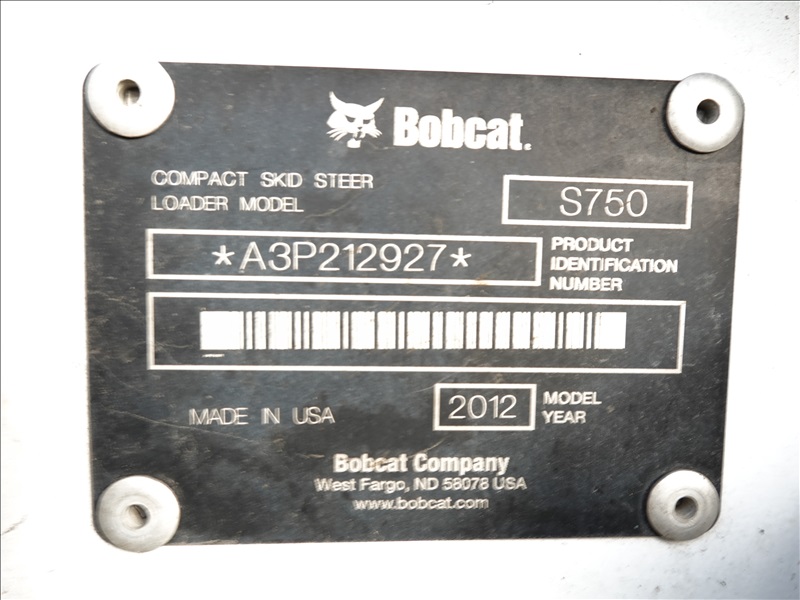 Bobcat.
COMPACT SKID STEER
LOADER MODEL
S750
*A3P212927*
PRODUCT
IDENTIFICATION
NUMBER
MADE IN USA
2012
MODEL
YEAR
Bobcat Company
West Fargo, ND 58078 USA
www.bobcat.com